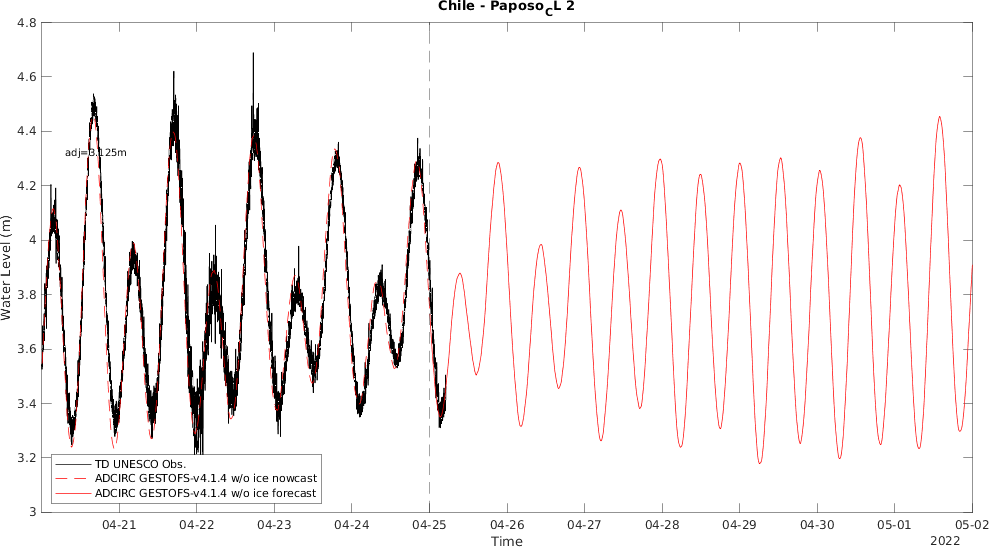 Chile - PaposoCL 2
4.8
4.6
4.4
4.2
4
3.8
3.6
3.4
3.2
3
Water Level (m)
adj=3.125m
TD UNESCO Obs.
ADCIRC GESTOFS-v4.1.4 w/o ice nowcast
ADCIRC GESTOFS-v4.1.4 w/o ice forecast
04-21 04-22 04-23 04-24 04-25 04-26 04-27 04-28 04-29 04-30 05-01 05-02
Time
2022